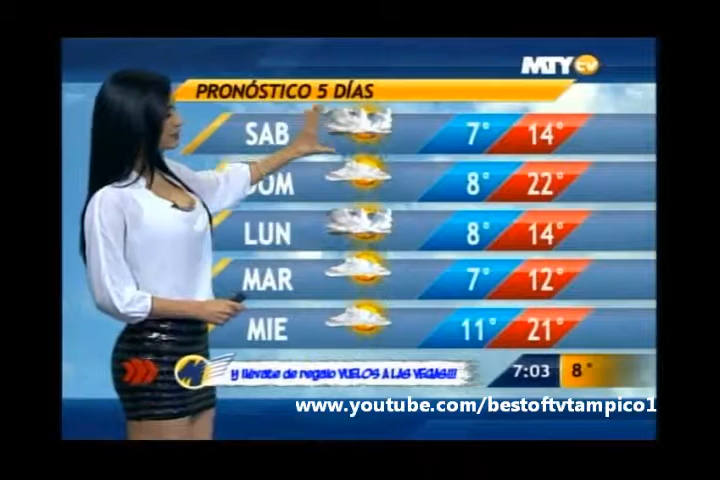 MTY tv
PRONÓSTICO 5 DÍAS
SAB 7° 14°
DOM 8° 22°
LUN 8° 14°
MAR 7° 12°
MIE 11° 21°
y llévate de regalo VUELOS A LAS VEGAS!!! 7:03 8°
www.youtube.com/bestoftvtampico1